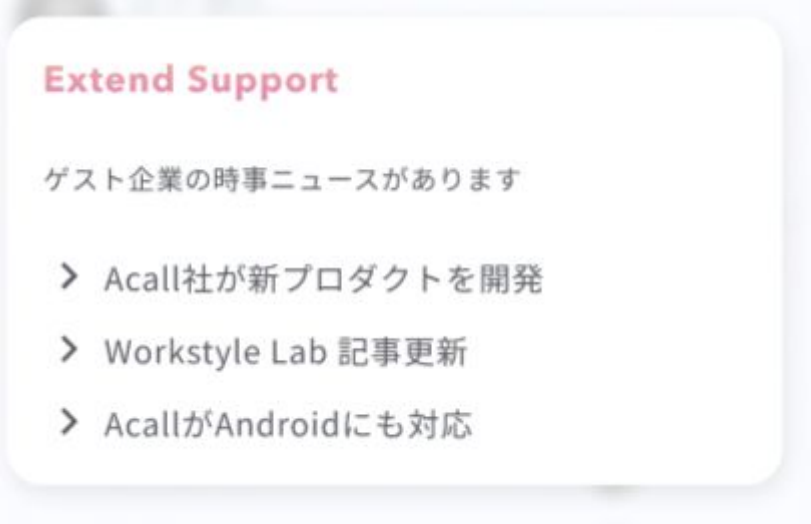 Extend Support
ゲスト企業の時事ニュースがあります
Acall社が新プロダクトを開発
Workstyle Lab 記事更新
AcallがAndroidにも対応